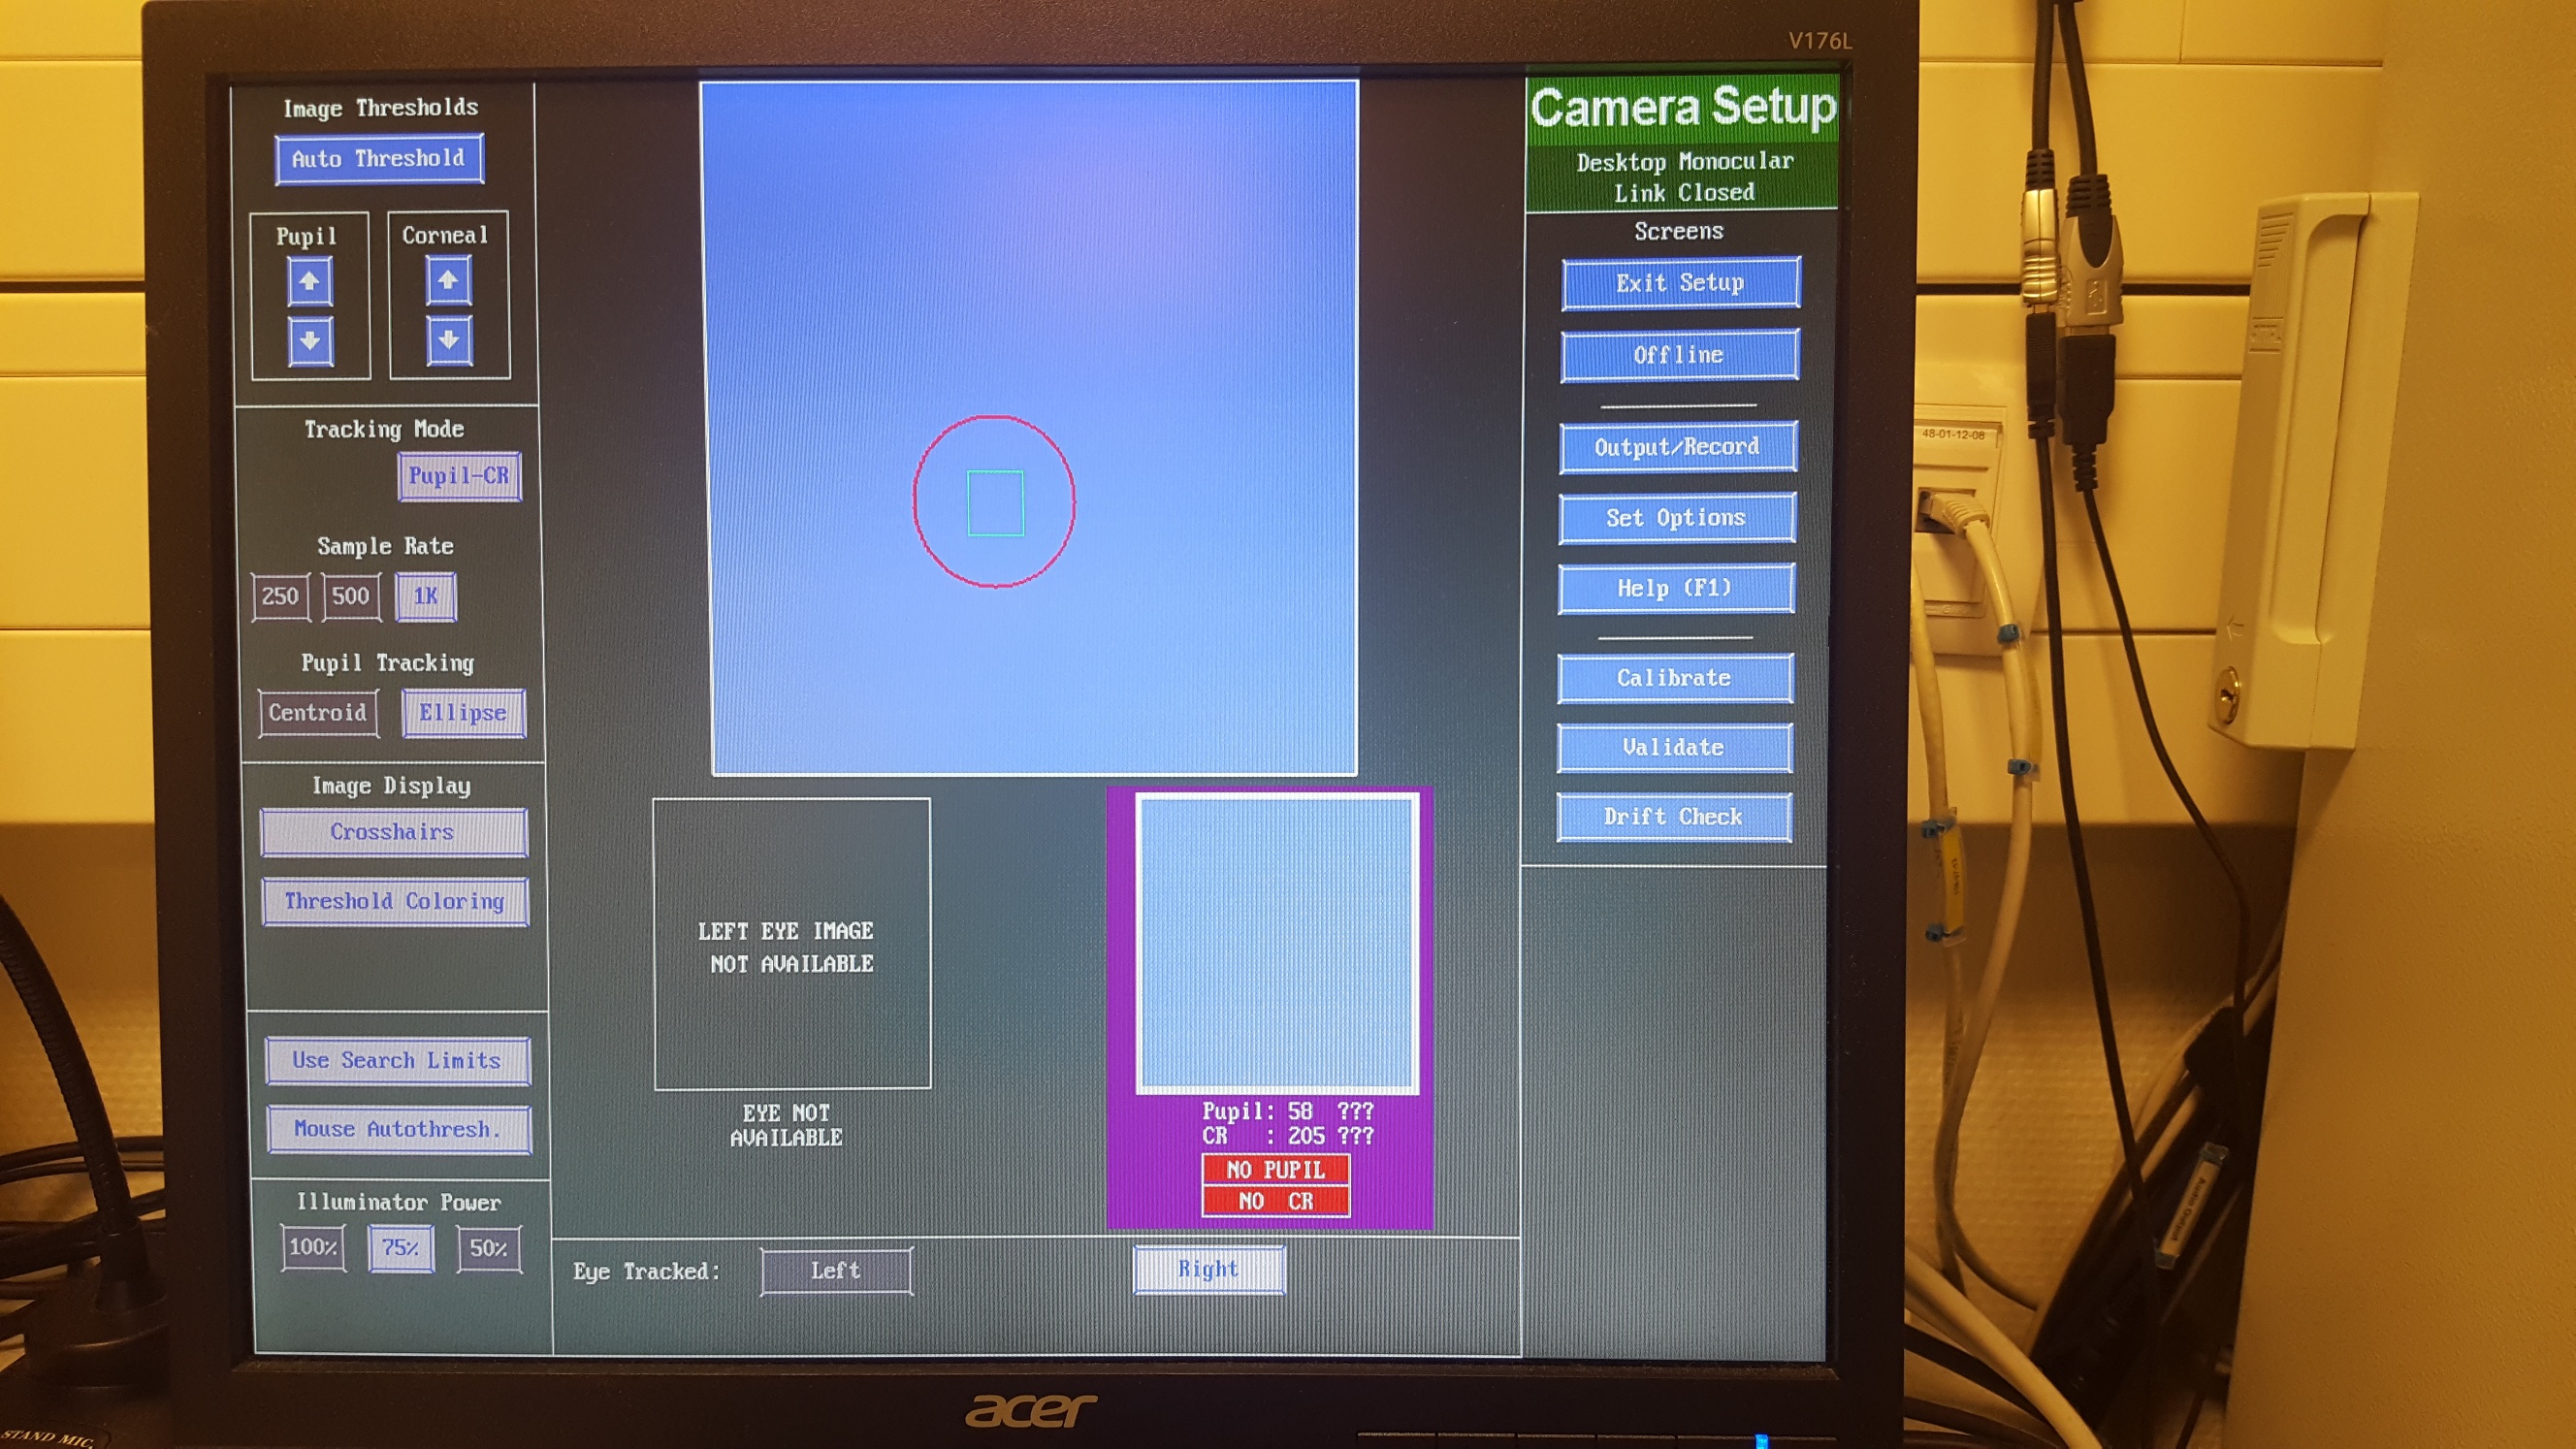 V176L
Image Thresholds
Auto Threshold
Pupil
Corneal
Tracking Mode
Pupil-CR
Sample Rate
250 500 1K
Pupil Tracking
Centroid Ellipse
Image Display
Crosshairs
Threshold Coloring
Use Search Limits
Mouse Autothresh.
Illuminator Power
100% 75% 50%
LEFT EYE IMAGE
NOT AVAILABLE
EYE NOT
AVAILABLE
Pupil: 58 ???
CR : 205 ???
NO PUPIL
NO CR
Eye Tracked: Left Right
Camera Setup
Desktop Monocular
Link Closed
Screens
Exit Setup
Offline
Output/Record
Set Options
Help (F1)
Calibrate
Validate
Drift Check
acer
48-01-12-08
Audio Output
STAND MIC